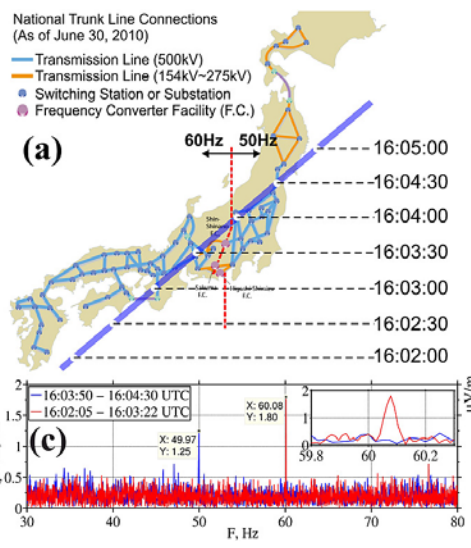 National Trunk Line Connections
(As of June 30, 2010)
Transmission Line (500kV)
Transmission Line (154kV~275kV)
Switching Station or Substation
Frequency Converter Facility (F.C.)
(a)
60Hz 50Hz
16:05:00
16:04:30
16:04:00
Shin-
F.C.
16:03:30
F.C.
F.C.
16:03:00
16:02:30
16:02:00
2
1.5
1
0.5
0
16:03:50 – 16:04:30 UTC
16:02:05 – 16:03:22 UTC
(c)
X: 49.97
Y: 1.25
X: 60.08
Y: 1.80
2
1
0
59.8 60 60.2
μV/m
30 40 50 60 70 80
F, Hz